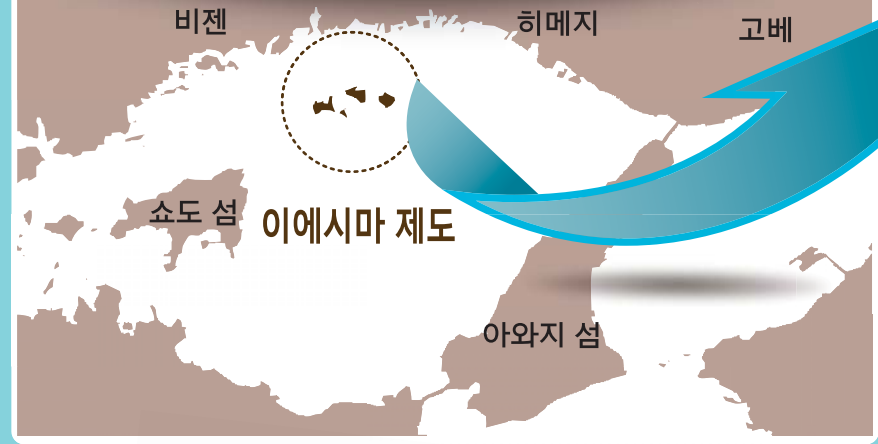 비젠
히메지
고베
쇼도 섬
이에시마 제도
아와지 섬